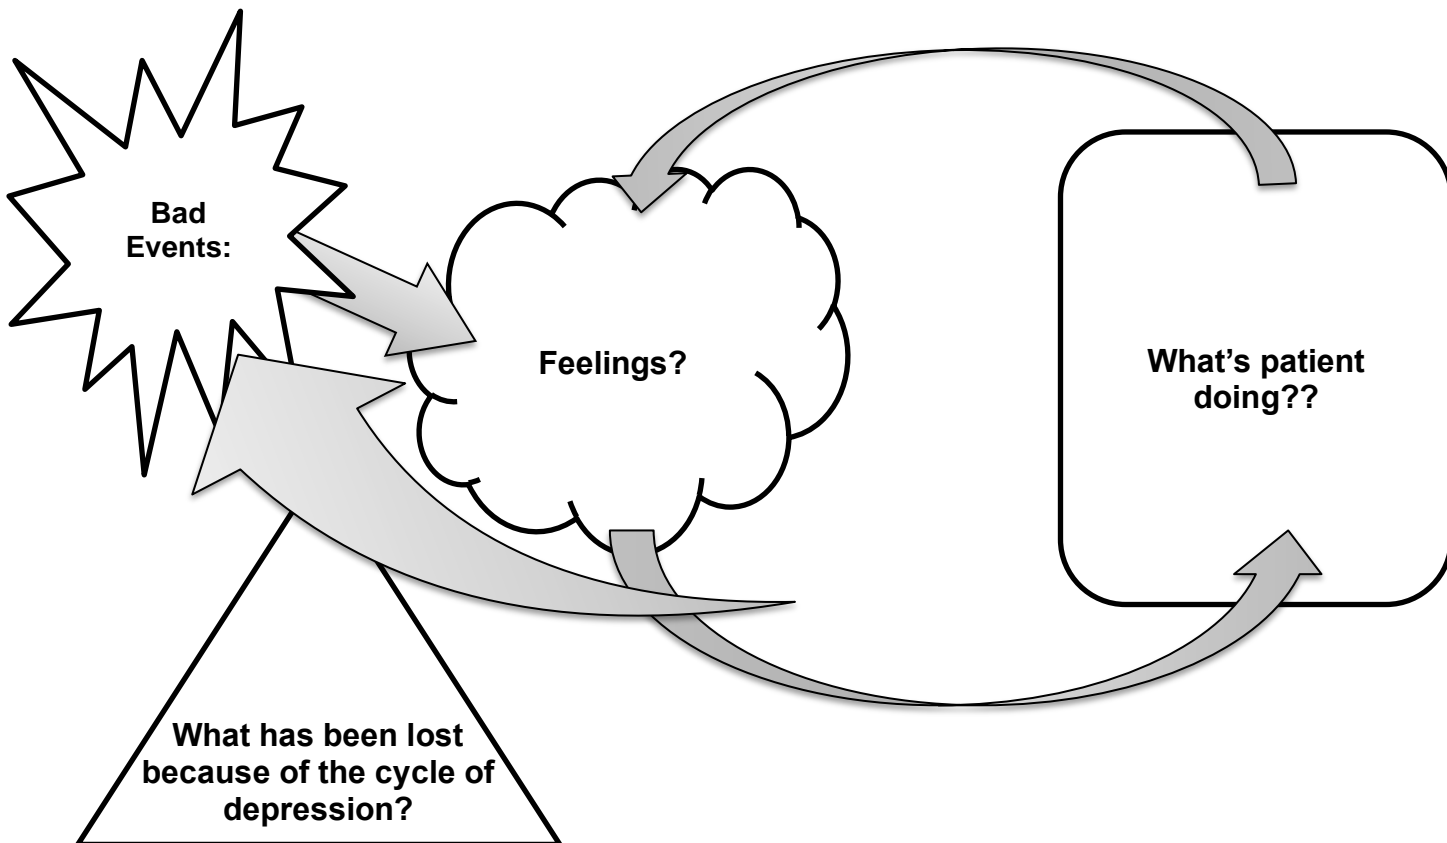 Bad
Events:
Feelings?
What’s patient
doing??
What has been lost
because of the cycle of
depression?